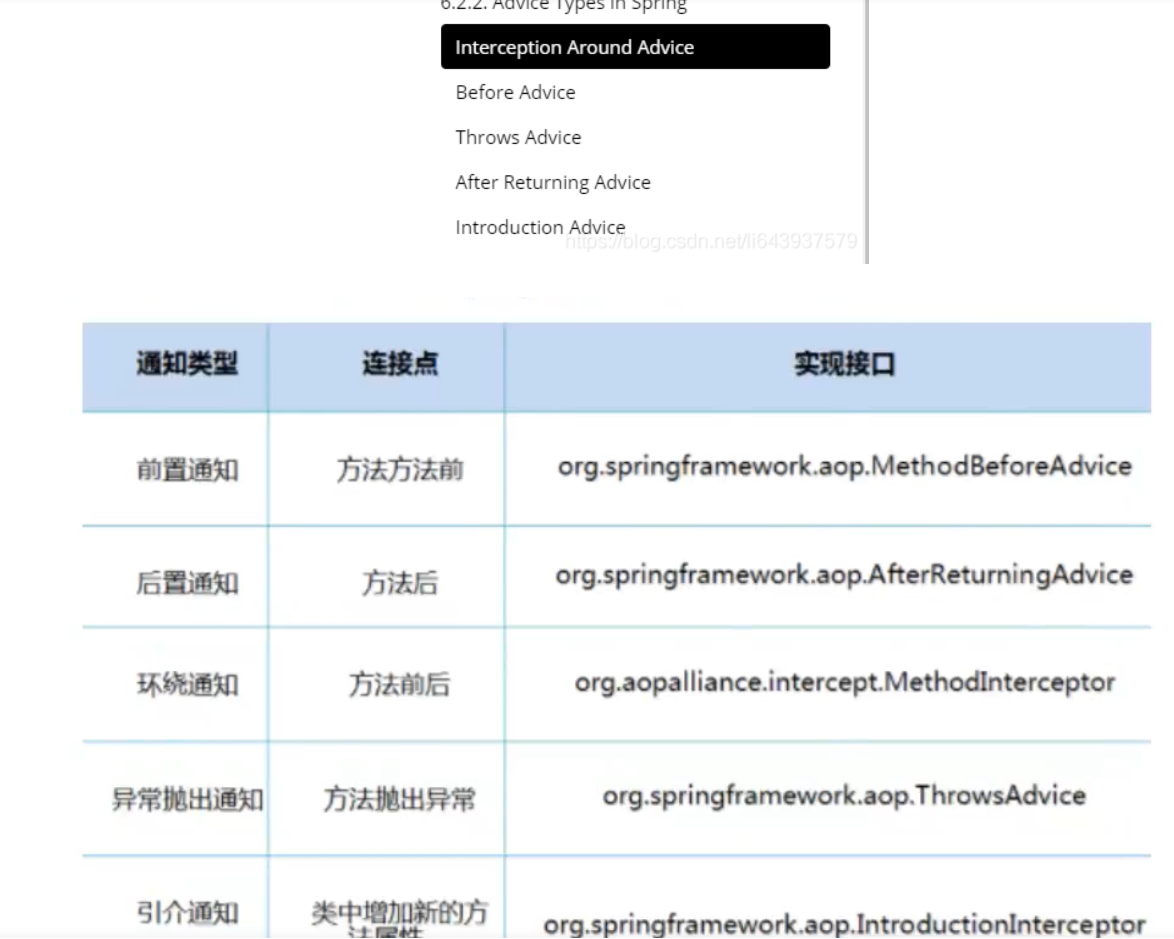 6.2.2. Advice Types in Spring
Interception Around Advice
Before Advice
Throws Advice
After Returning Advice
Introduction Advice
https://blog.csdn.net/li643937579
通知类型 连接点 实现接口
前置通知 方法方法前 org.springframework.aop.MethodBeforeAdvice
后置通知 方法后 org.springframework.aop.AfterReturningAdvice
环绕通知 方法前后 org.aopalliance.intercept.MethodInterceptor
异常抛出通知 方法抛出异常 org.springframework.aop.ThrowsAdvice
引介通知 类中增加新的方 org.springframework.aop.IntroductionInterceptor
法属性